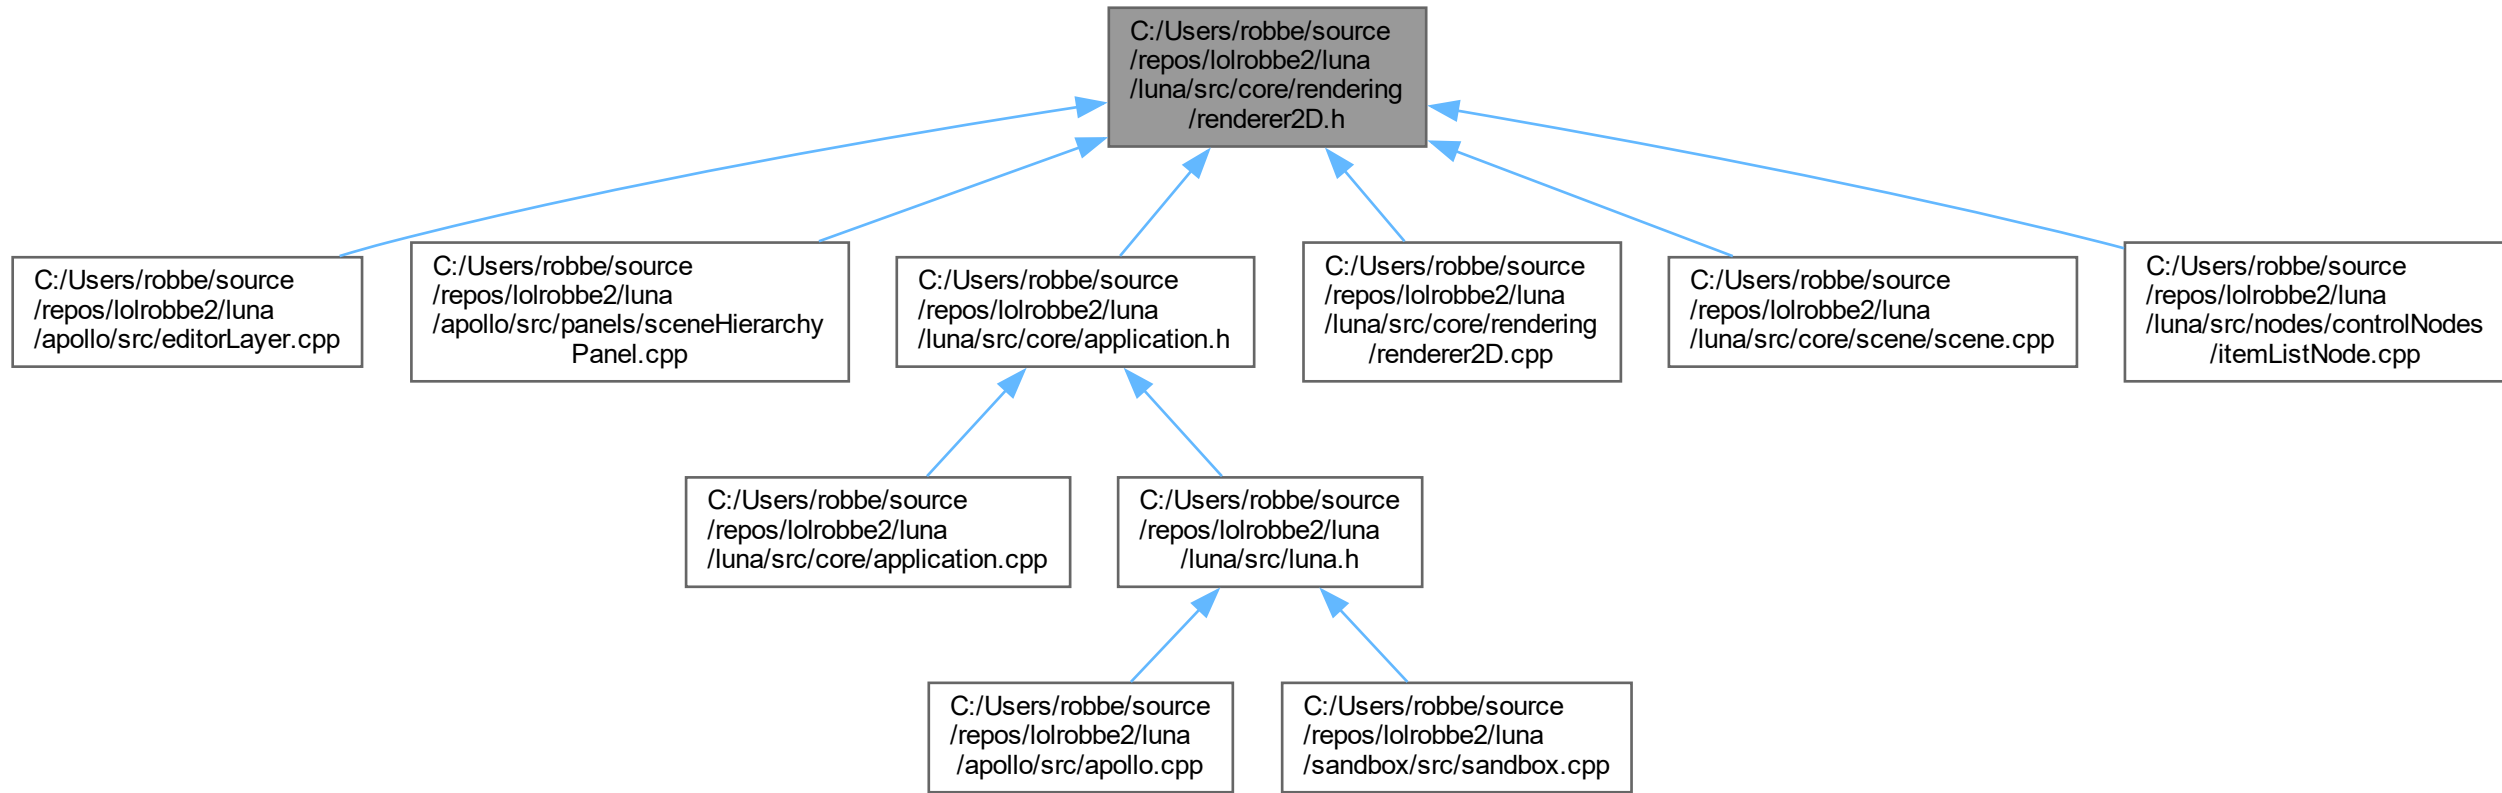 C:/Users/robbe/source
/repos/lolrobbe2/luna
/luna/src/core/rendering
/renderer2D.h
C:/Users/robbe/source
/repos/lolrobbe2/luna
/apollo/src/editorLayer.cpp
C:/Users/robbe/source
/repos/lolrobbe2/luna
/apollo/src/panels/sceneHierarchy
Panel.cpp
C:/Users/robbe/source
/repos/lolrobbe2/luna
/luna/src/core/application.h
C:/Users/robbe/source
/repos/lolrobbe2/luna
/luna/src/core/rendering
/renderer2D.cpp
C:/Users/robbe/source
/repos/lolrobbe2/luna
/luna/src/core/scene/scene.cpp
C:/Users/robbe/source
/repos/lolrobbe2/luna
/luna/src/nodes/controlNodes
/itemListNode.cpp
C:/Users/robbe/source
/repos/lolrobbe2/luna
/luna/src/core/application.cpp
C:/Users/robbe/source
/repos/lolrobbe2/luna
/luna/src/luna.h
C:/Users/robbe/source
/repos/lolrobbe2/luna
/apollo/src/apollo.cpp
C:/Users/robbe/source
/repos/lolrobbe2/luna
/sandbox/src/sandbox.cpp